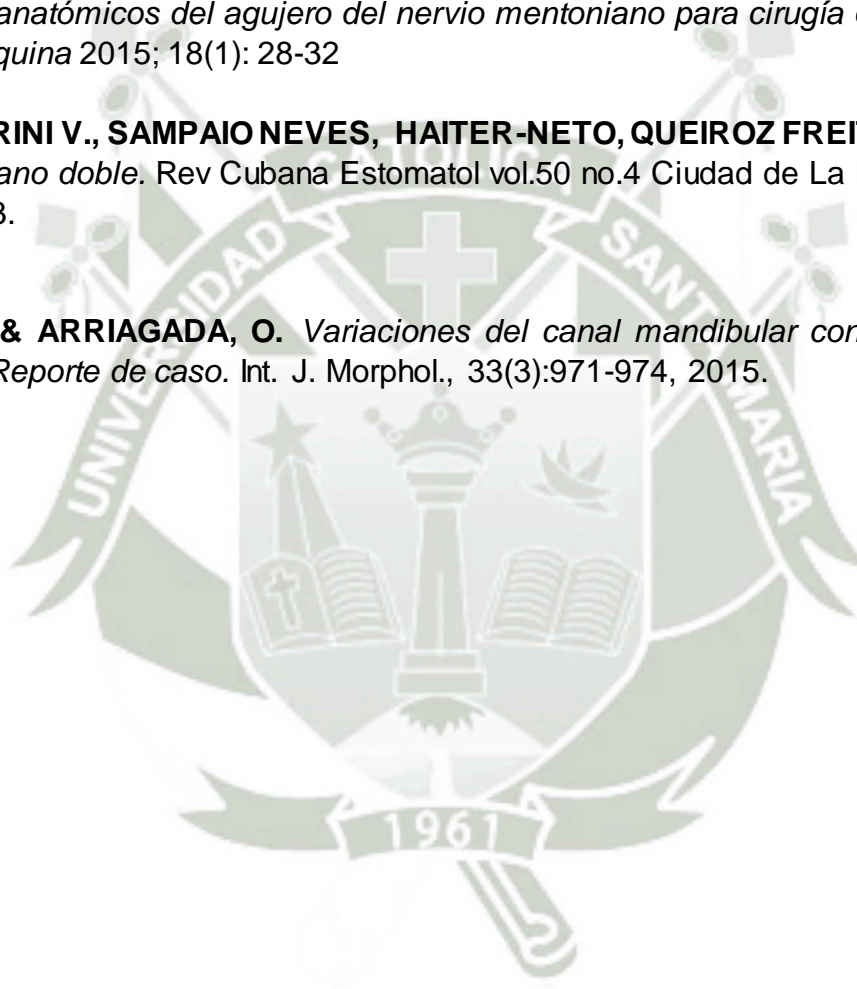 anatómicos del agujero del nervio mentoniano para cirugía
quina 2015; 18(1): 28-32
RINI V., SAMPAIO NEVES, HAITER-NETO, QUEIROZ FREI
ano doble. Rev Cubana Estomatol vol.50 no.4 Ciudad de La
3.
& ARRIAGADA, O. Variaciones del canal mandibular con
Reporte de caso. Int. J. Morphol., 33(3):971-974, 2015.
UNIVERSIDAD CATOLICA SANTA MARIA
1961